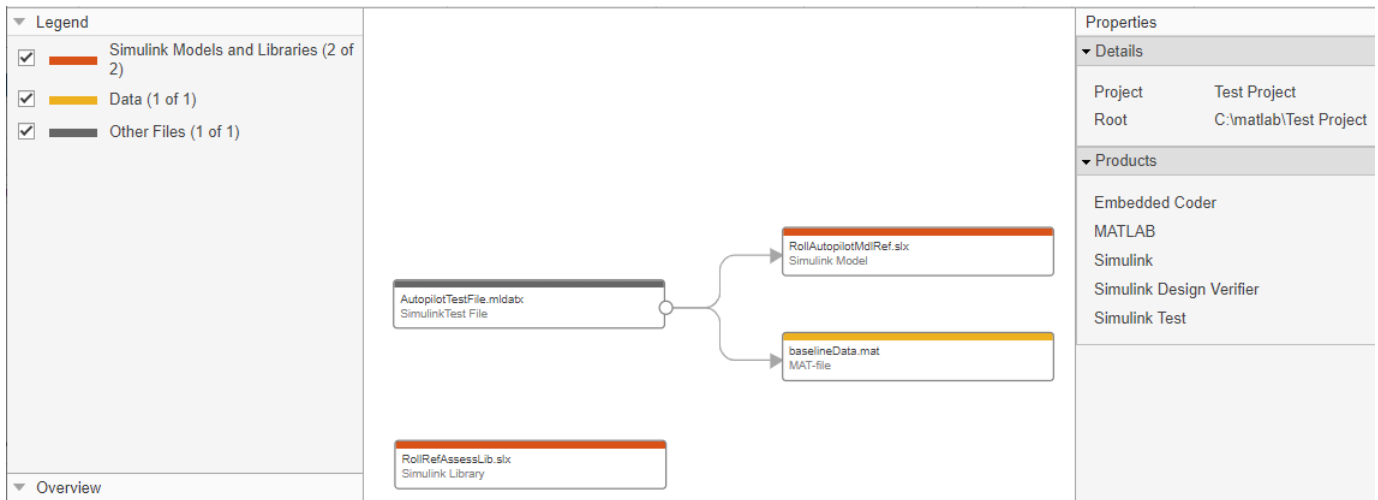 Legend
Simulink Models and Libraries (2 of
2)
Data (1 of 1)
Other Files (1 of 1)
Overview
AutopilotTestFile.mldatx
SimulinkTest File
RollAutopilotMdlRef.slx
Simulink Model
baselineData.mat
MAT-file
RollRefAssessLib.slx
Simulink Library
Properties
Details
Project Test Project
Root C:\matlab\Test Project
Products
Embedded Coder
MATLAB
Simulink
Simulink Design Verifier
Simulink Test